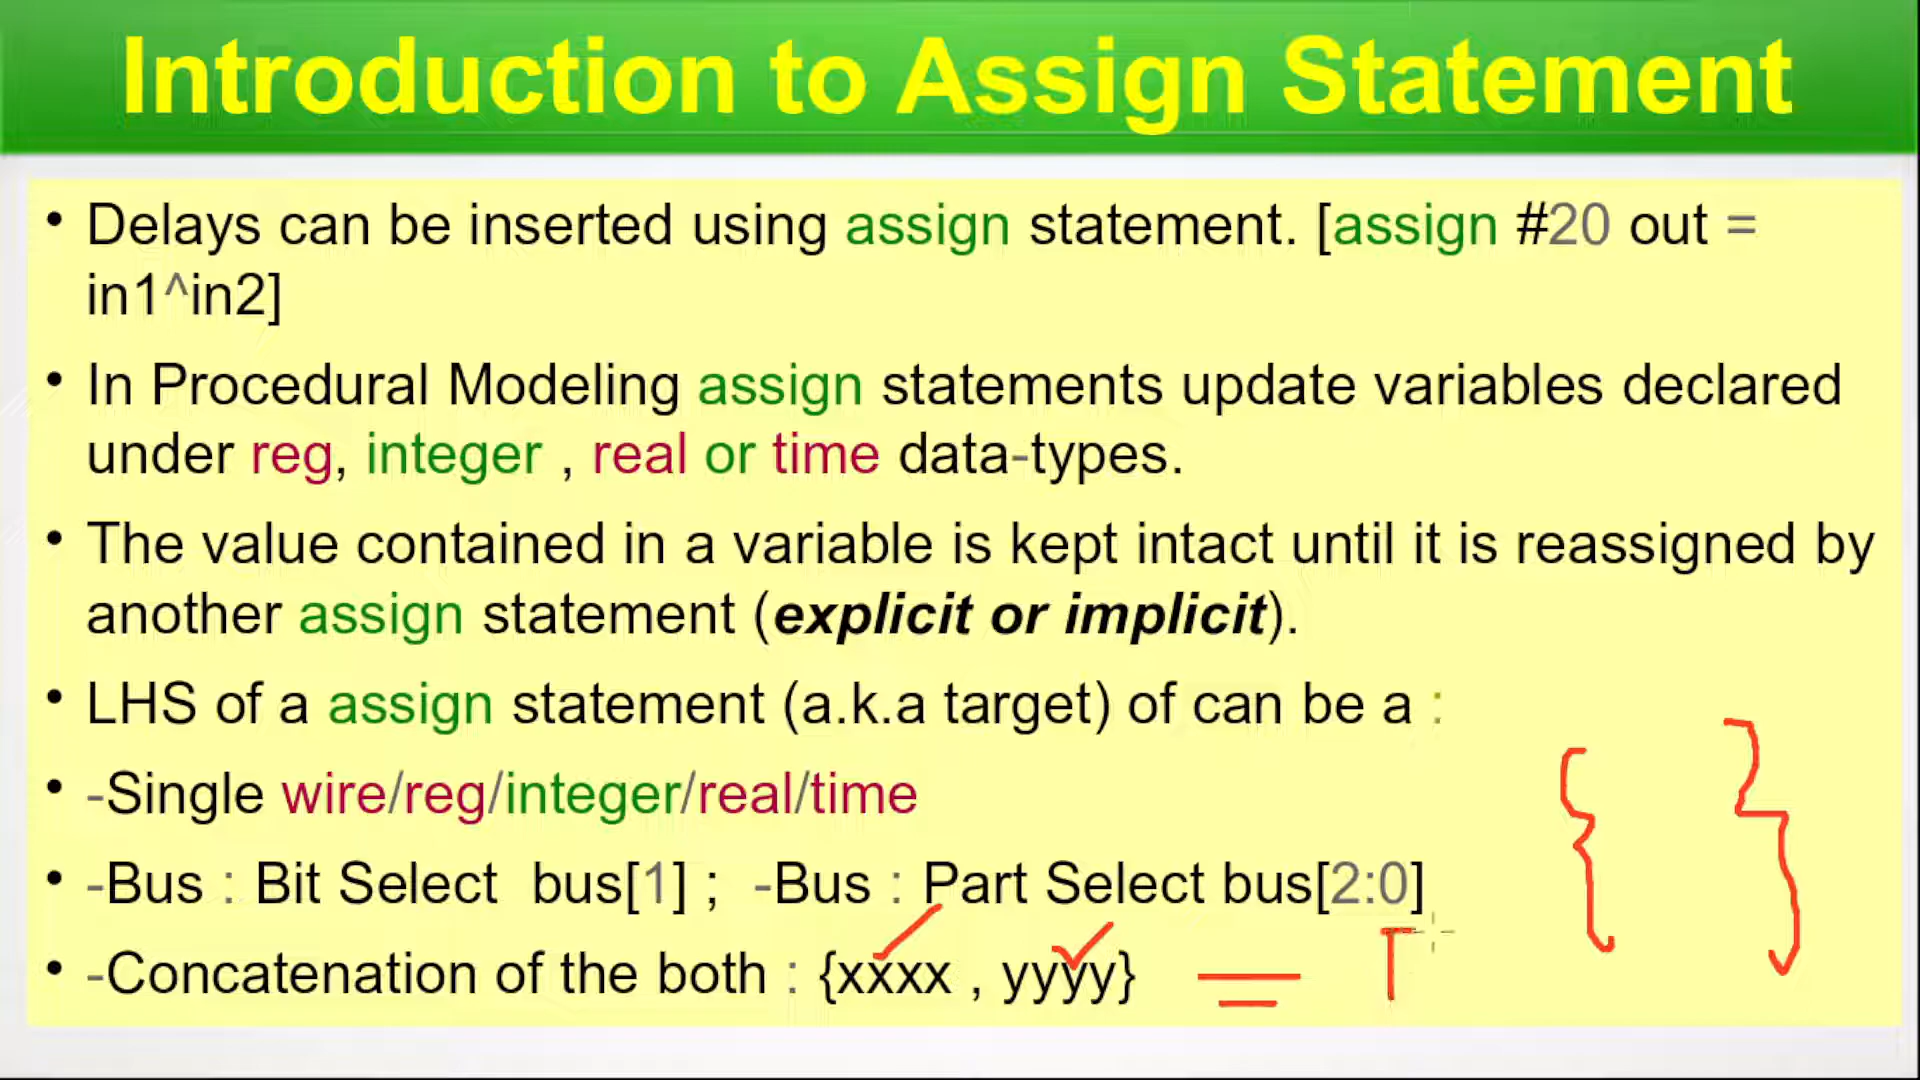 Introduction to Assign Statement
• Delays can be inserted using assign statement. [assign #20 out =
in1^in2]
• In Procedural Modeling assign statements update variables declared
under reg, integer , real or time data-types.
• The value contained in a variable is kept intact until it is reassigned by
another assign statement (explicit or implicit).
• LHS of a assign statement (a.k.a target) of can be a :
• -Single wire/reg/integer/real/time
• -Bus : Bit Select bus[1] ; -Bus : Part Select bus[2:0]
• -Concatenation of the both : {xxxx , yyyy} =
{ }